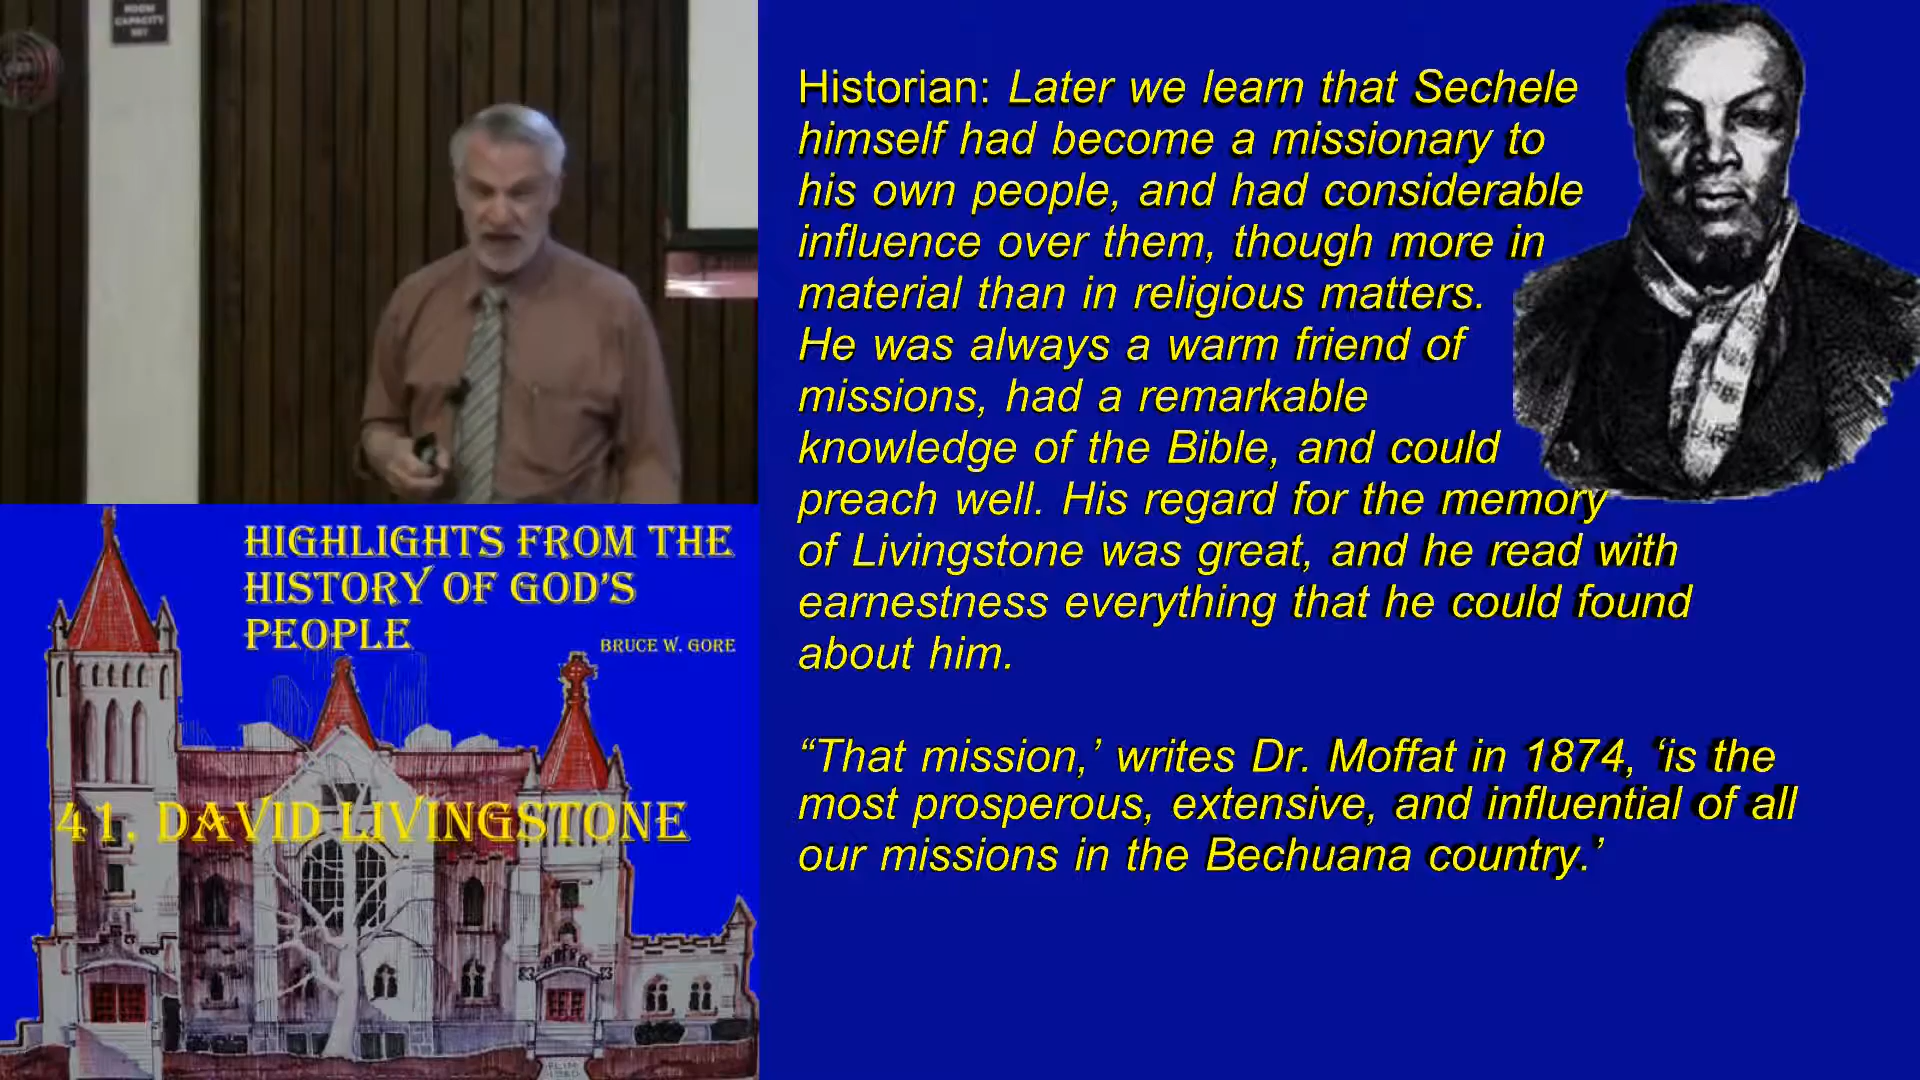 ROOM
CAPACITY
Historian: Later we learn that Sechele
himself had become a missionary to
his own people, and had considerable
influence over them, though more in
material than in religious matters.
He was always a warm friend of
missions, had a remarkable
knowledge of the Bible, and could
preach well. His regard for the memory
of Livingstone was great, and he read with
earnestness everything that he could found
about him.
“That mission,’ writes Dr. Moffat in 1874, ‘is the
most prosperous, extensive, and influential of all
our missions in the Bechuana country.’
HIGHLIGHTS FROM THE
HISTORY OF GOD’S
PEOPLE
BRUCE W. GORE
41. DAVID LIVINGSTONE